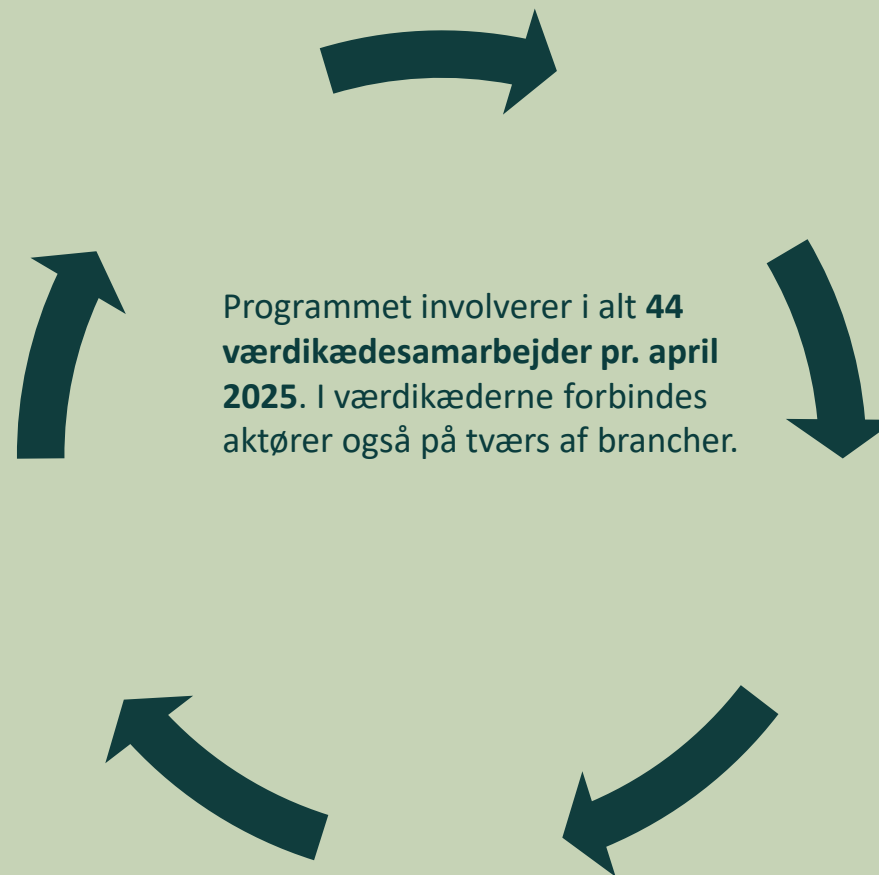 Programmet involverer i alt 44
værdikædesamarbejder pr. april
2025. I værdikæderne forbindes
aktører også på tværs af brancher.